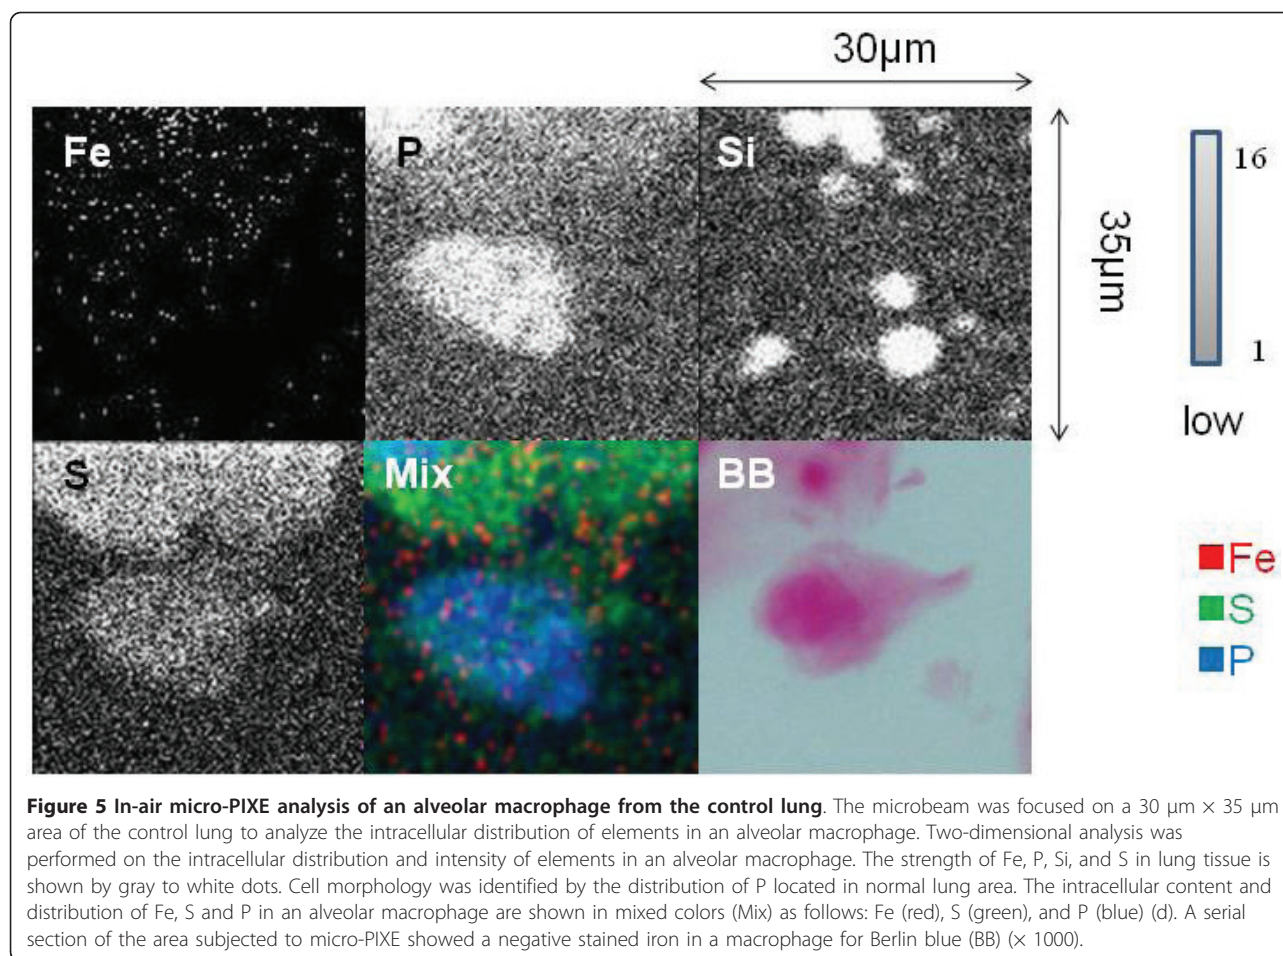 30µm
Fe P Si 16
35µm
1
low
S Mix BB
Fe
S
P
Figure 5 In-air micro-PIXE analysis of an alveolar macrophage from the control lung. The microbeam was focused on a 30 μm × 35 μm
area of the control lung to analyze the intracellular distribution of elements in an alveolar macrophage. Two-dimensional analysis was
performed on the intracellular distribution and intensity of elements in an alveolar macrophage. The strength of Fe, P, Si, and S in lung tissue is
shown by gray to white dots. Cell morphology was identified by the distribution of P located in normal lung area. The intracellular content and
distribution of Fe, S and P in an alveolar macrophage are shown in mixed colors (Mix) as follows: Fe (red), S (green), and P (blue) (d). A serial
section of the area subjected to micro-PIXE showed a negative stained iron in a macrophage for Berlin blue (BB) (× 1000).